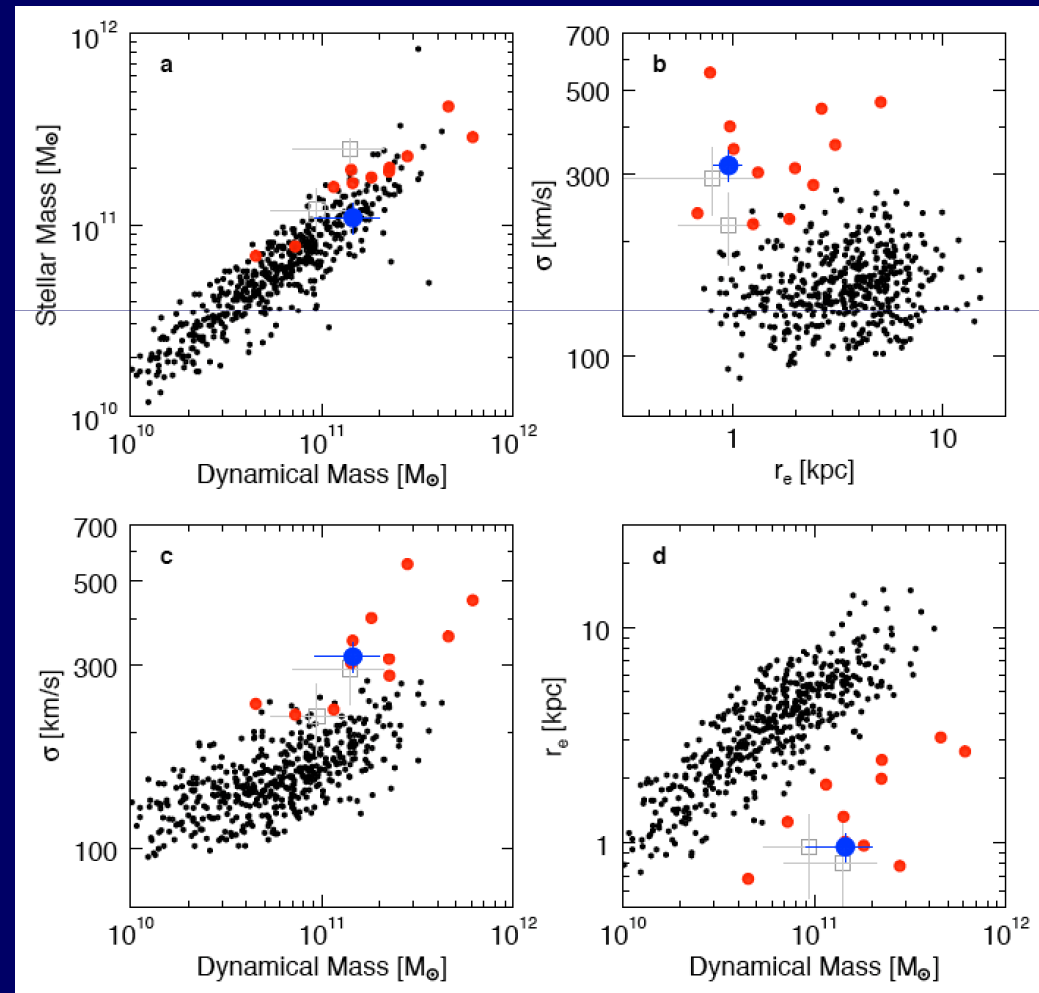 a
Stellar Mass [M☉]
10¹²
10¹¹
10¹⁰
10¹⁰ 10¹¹ 10¹²
Dynamical Mass [M☉]
b
σ [km/s]
700
500
300
100
1 10
rₑ [kpc]
c
σ [km/s]
700
500
300
100
10¹⁰ 10¹¹ 10¹²
Dynamical Mass [M☉]
d
rₑ [kpc]
10
1
10¹⁰ 10¹¹ 10¹²
Dynamical Mass [M☉]